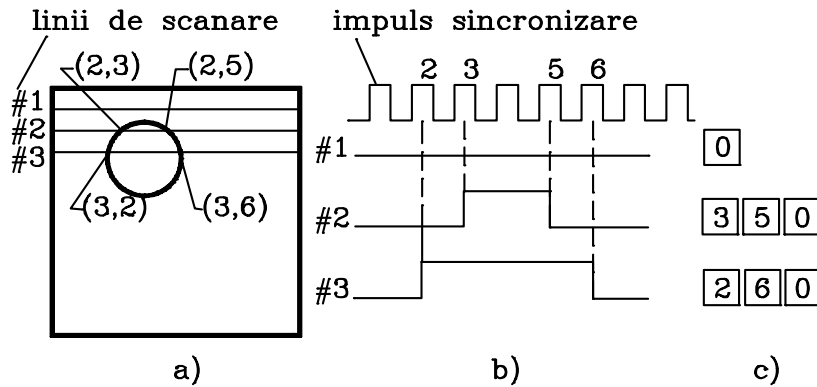 linii de scanare
impuls sincronizare
(2,3) (2,5)
2 3 5 6
#1
#2
#3
(3,2) (3,6)
#1
0
#2
3 5 0
#3
2 6 0
a) b) c)